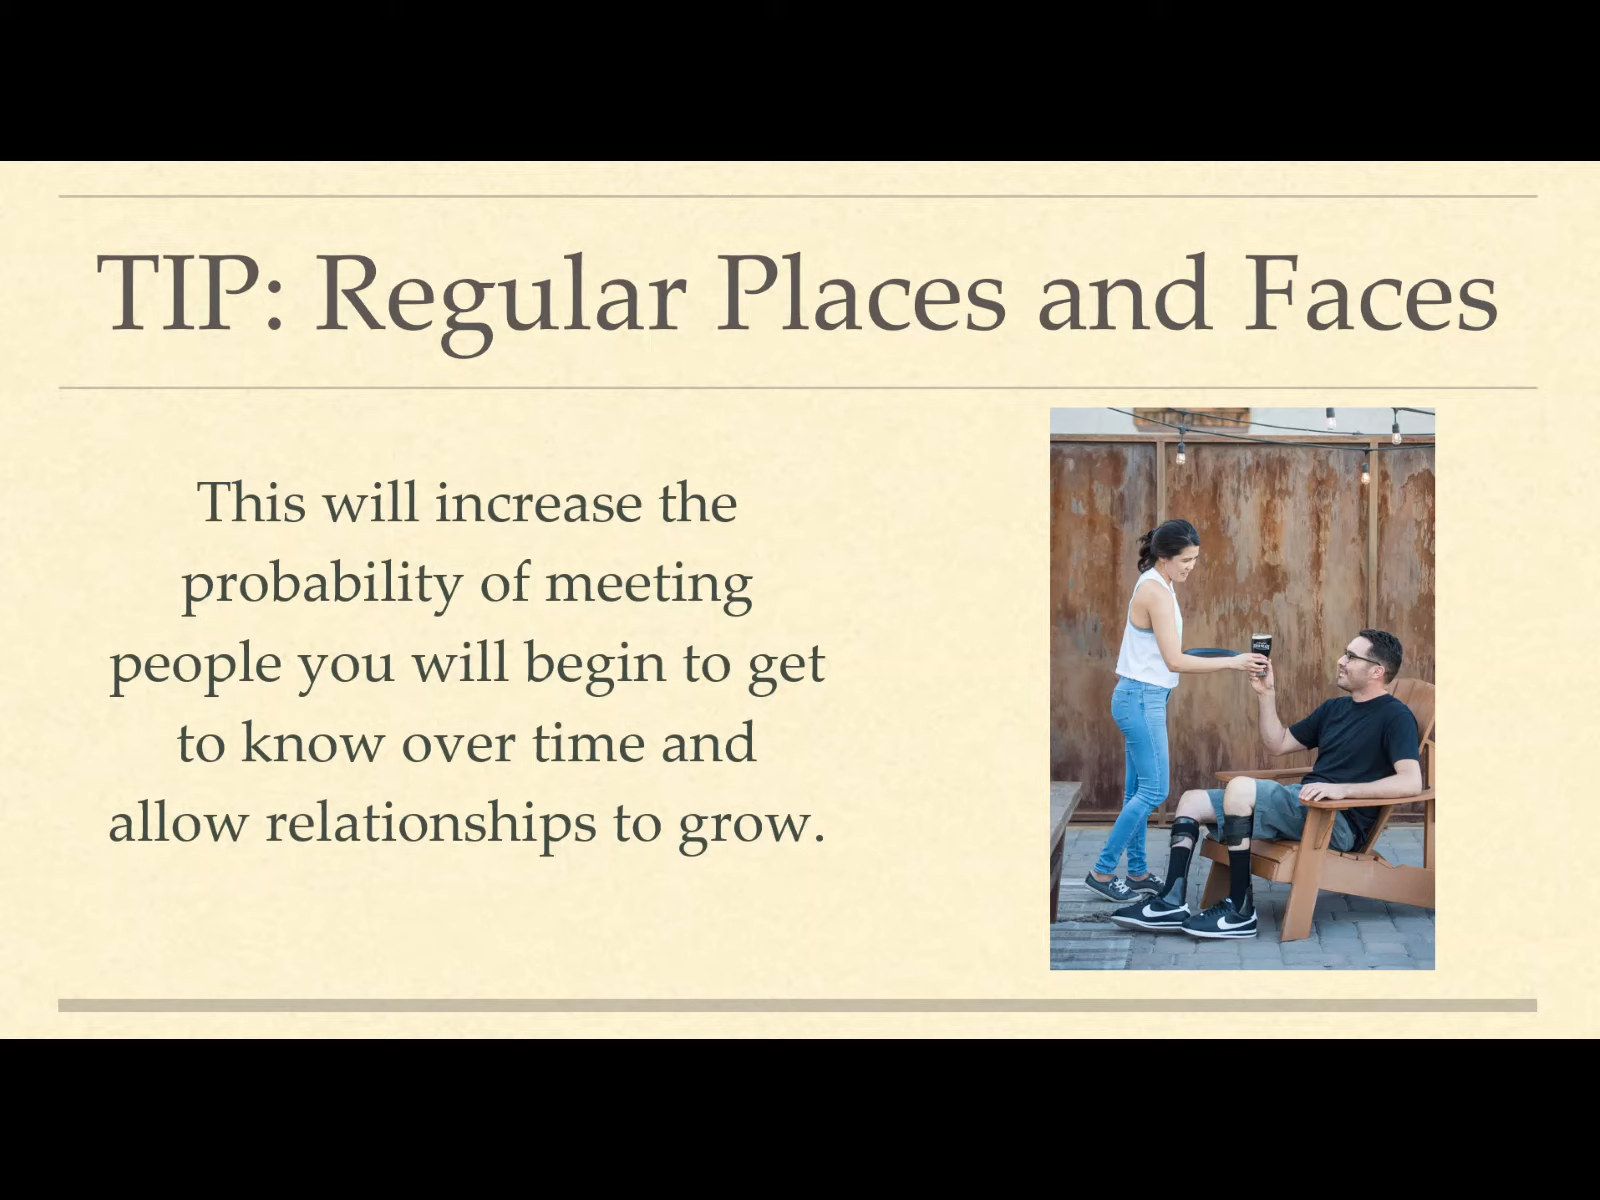 TIP: Regular Places and Faces
This will increase the
probability of meeting
people you will begin to get
to know over time and
allow relationships to grow.